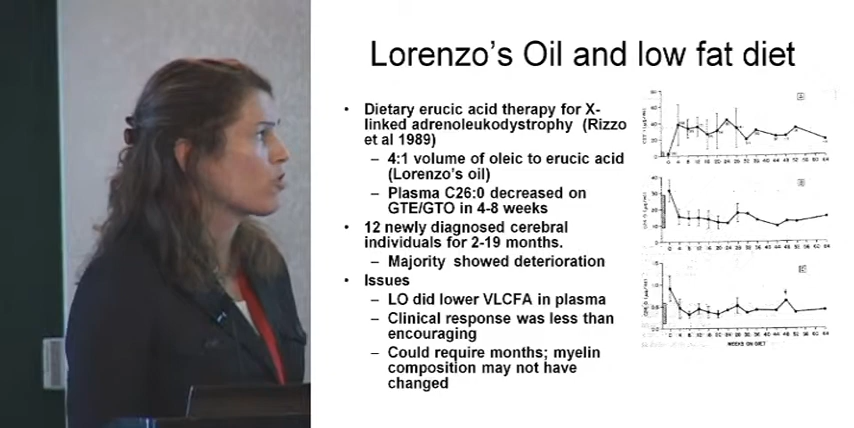 Lorenzo's Oil and low fat diet
• Dietary erucic acid therapy for X-
linked adrenoleukodystrophy (Rizzo
et al 1989)
– 4:1 volume of oleic to erucic acid
(Lorenzo's oil)
– Plasma C26:0 decreased on
GTE/GTO in 4-8 weeks
• 12 newly diagnosed cerebral
individuals for 2-19 months.
– Majority showed deterioration
• Issues
– LO did lower VLCFA in plasma
– Clinical response was less than
encouraging
– Could require months; myelin
composition may not have
changed
WEEKS ON DIET